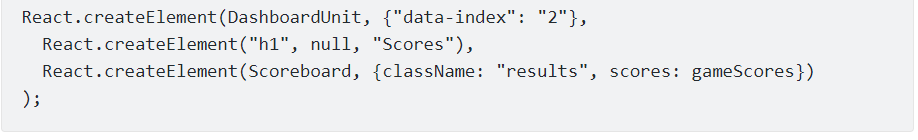 React.createElement(DashboardUnit, {"data-index": "2"},
  React.createElement("h1", null, "Scores"),
  React.createElement(Scoreboard, {className: "results", scores: gameScores})
);